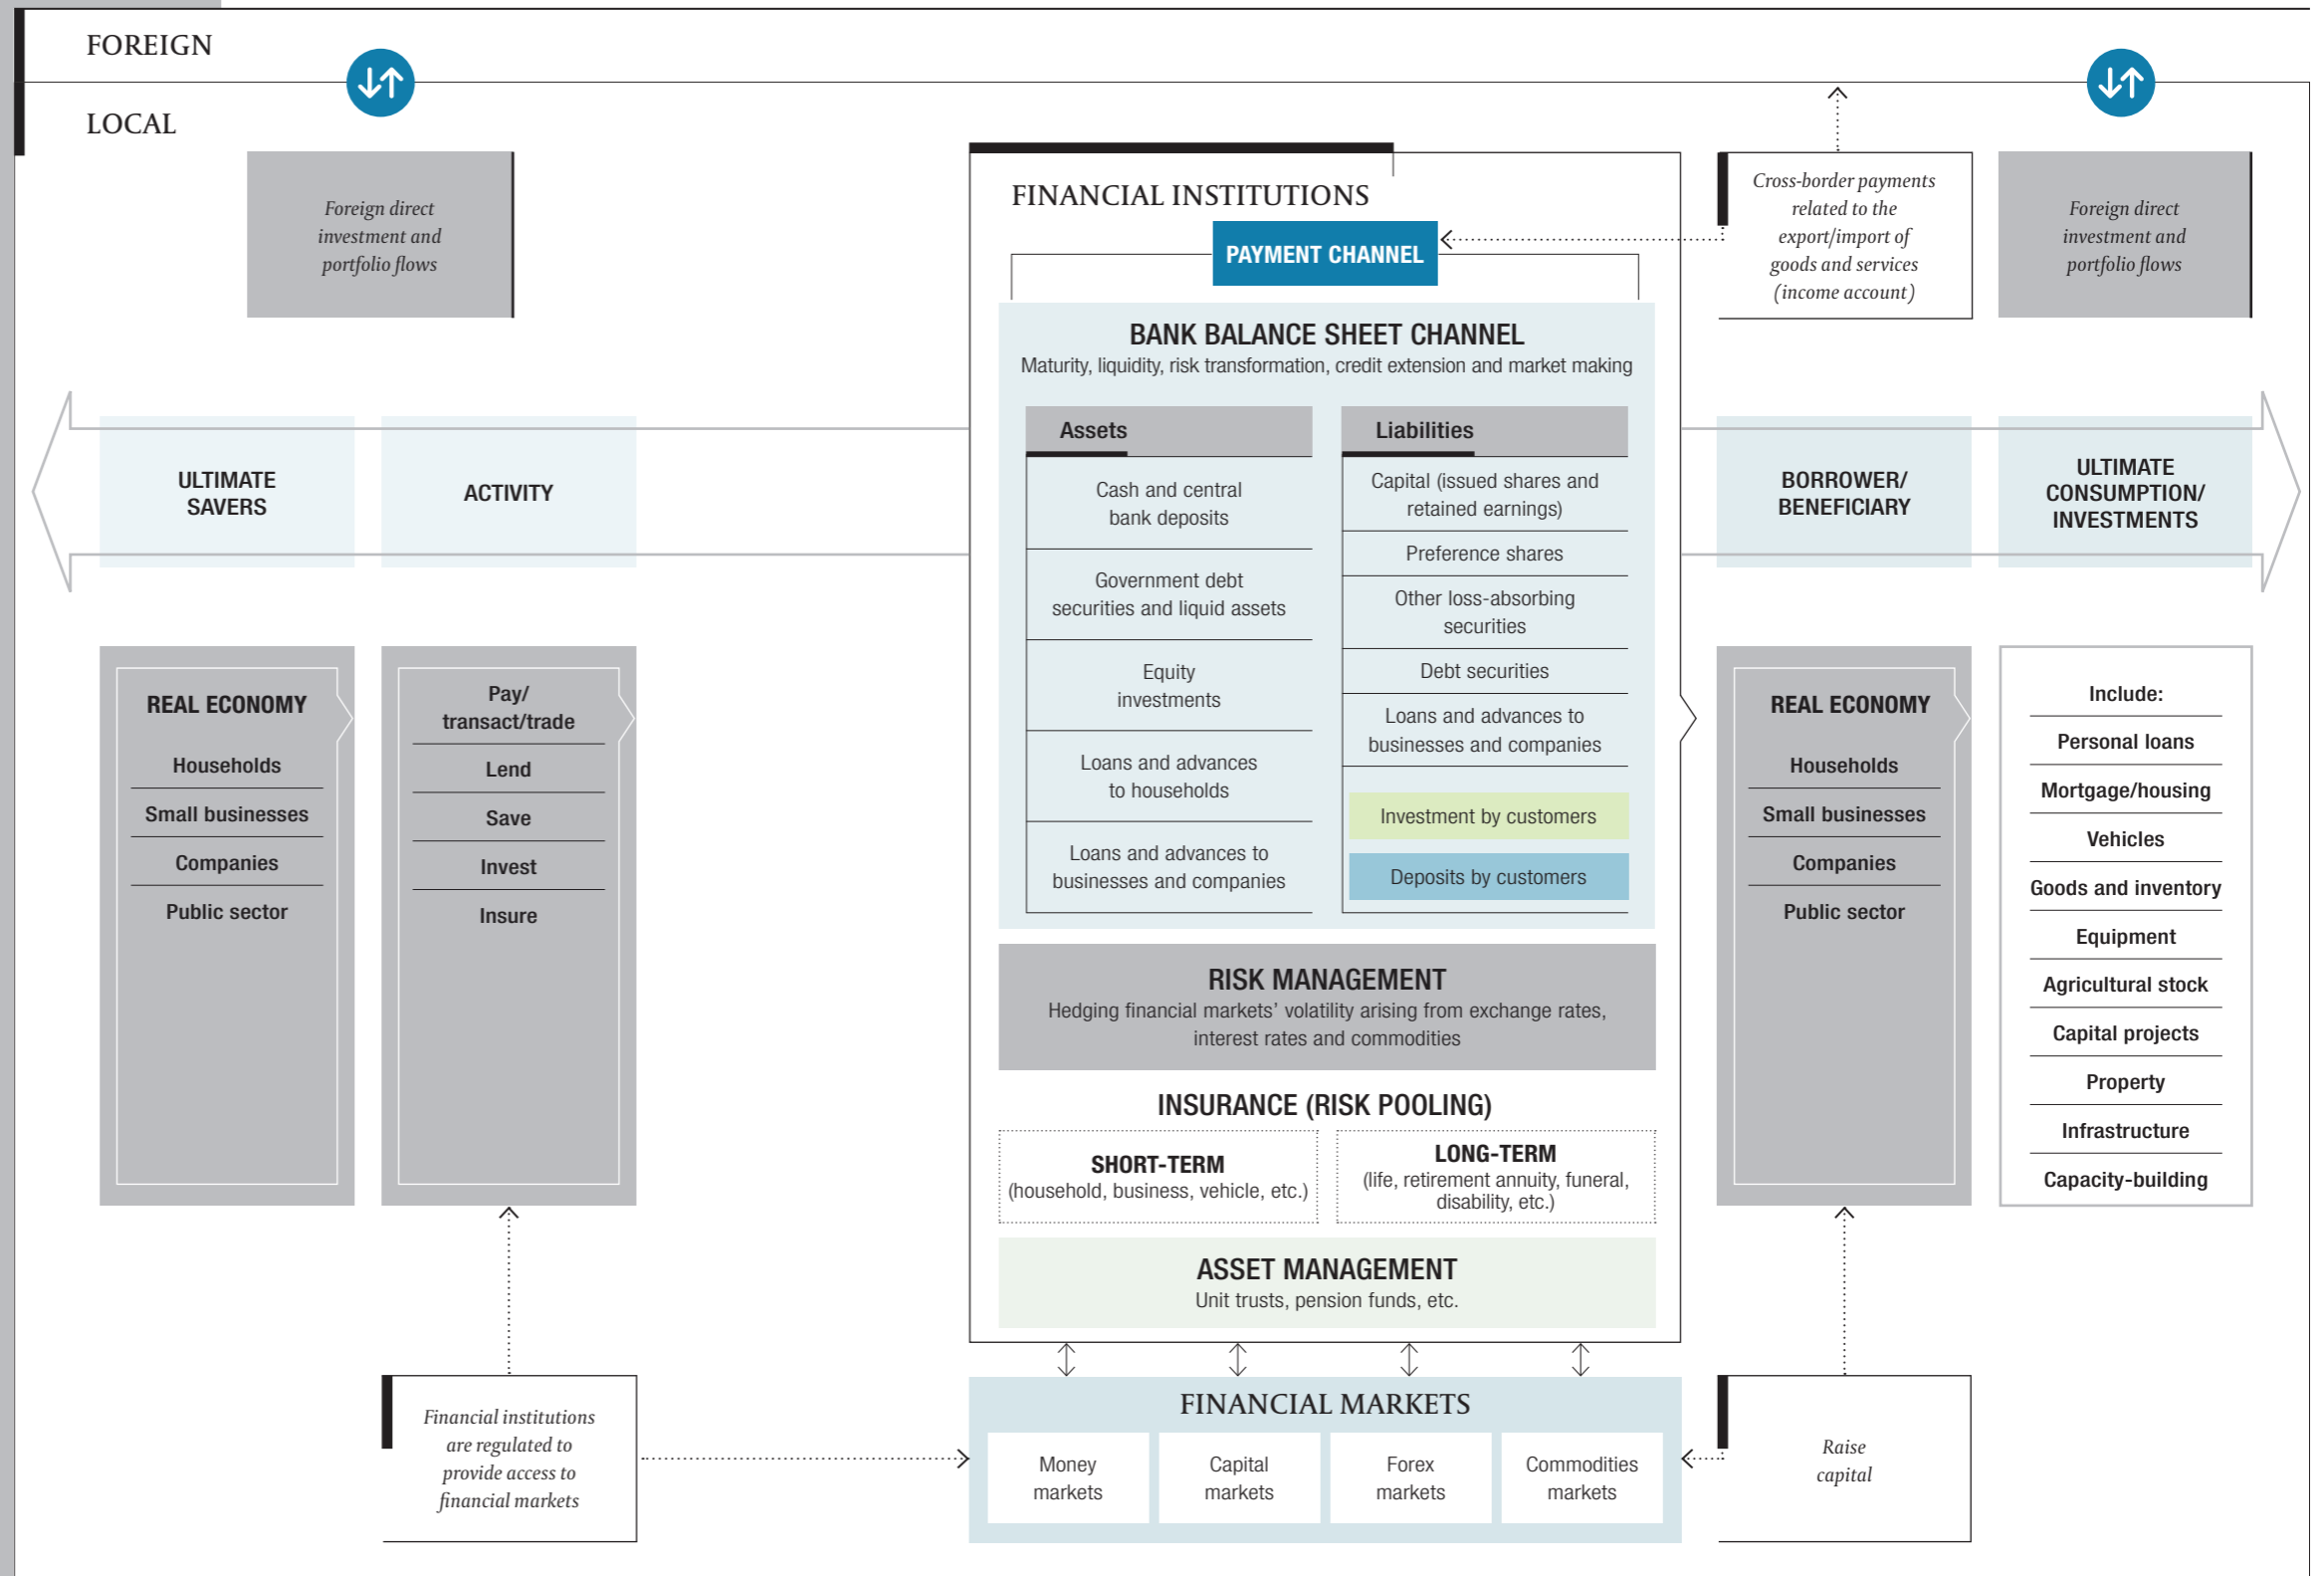 FOREIGN
LOCAL
Foreign direct
investment and
portfolio flows
FINANCIAL INSTITUTIONS
PAYMENT CHANNEL
Cross-border payments
related to the
export/import of
goods and services
(income account)
Foreign direct
investment and
portfolio flows
BANK BALANCE SHEET CHANNEL
Maturity, liquidity, risk transformation, credit extension and market making
Assets
Cash and central
bank deposits
Government debt
securities and liquid assets
Equity
investments
Loans and advances
to households
Loans and advances to
businesses and companies
Liabilities
Capital (issued shares and
retained earnings)
Preference shares
Other loss-absorbing
securities
Debt securities
Loans and advances to
businesses and companies
Investment by customers
Deposits by customers
ULTIMATE
SAVERS
ACTIVITY
BORROWER/
BENEFICIARY
ULTIMATE
CONSUMPTION/
INVESTMENTS
REAL ECONOMY
Households
Small businesses
Companies
Public sector
Pay/
transact/trade
Lend
Save
Invest
Insure
REAL ECONOMY
Households
Small businesses
Companies
Public sector
Include:
Personal loans
Mortgage/housing
Vehicles
Goods and inventory
Equipment
Agricultural stock
Capital projects
Property
Infrastructure
Capacity-building
RISK MANAGEMENT
Hedging financial markets’ volatility arising from exchange rates,
interest rates and commodities
INSURANCE (RISK POOLING)
SHORT-TERM
(household, business, vehicle, etc.)
LONG-TERM
(life, retirement annuity, funeral,
disability, etc.)
ASSET MANAGEMENT
Unit trusts, pension funds, etc.
Financial institutions
are regulated to
provide access to
financial markets
FINANCIAL MARKETS
Money
markets
Capital
markets
Forex
markets
Commodities
markets
Raise
capital